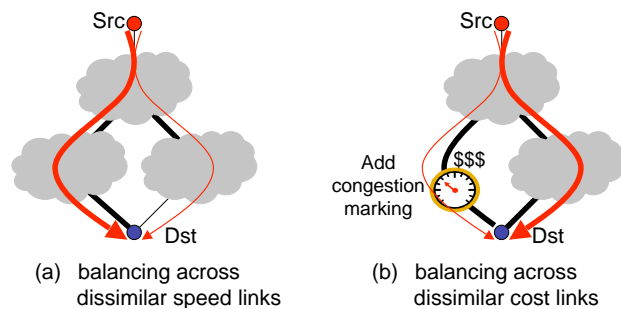 Src
Dst
(a) balancing across
dissimilar speed links
Src
$$$
Add
congestion
marking
Dst
(b) balancing across
dissimilar cost links